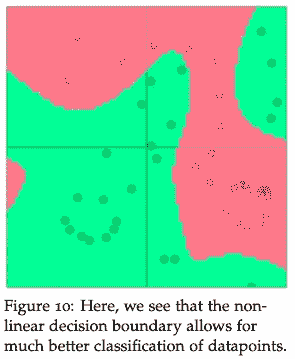 Figure 10: Here, we see that the non-
linear decision boundary allows for
much better classification of datapoints.